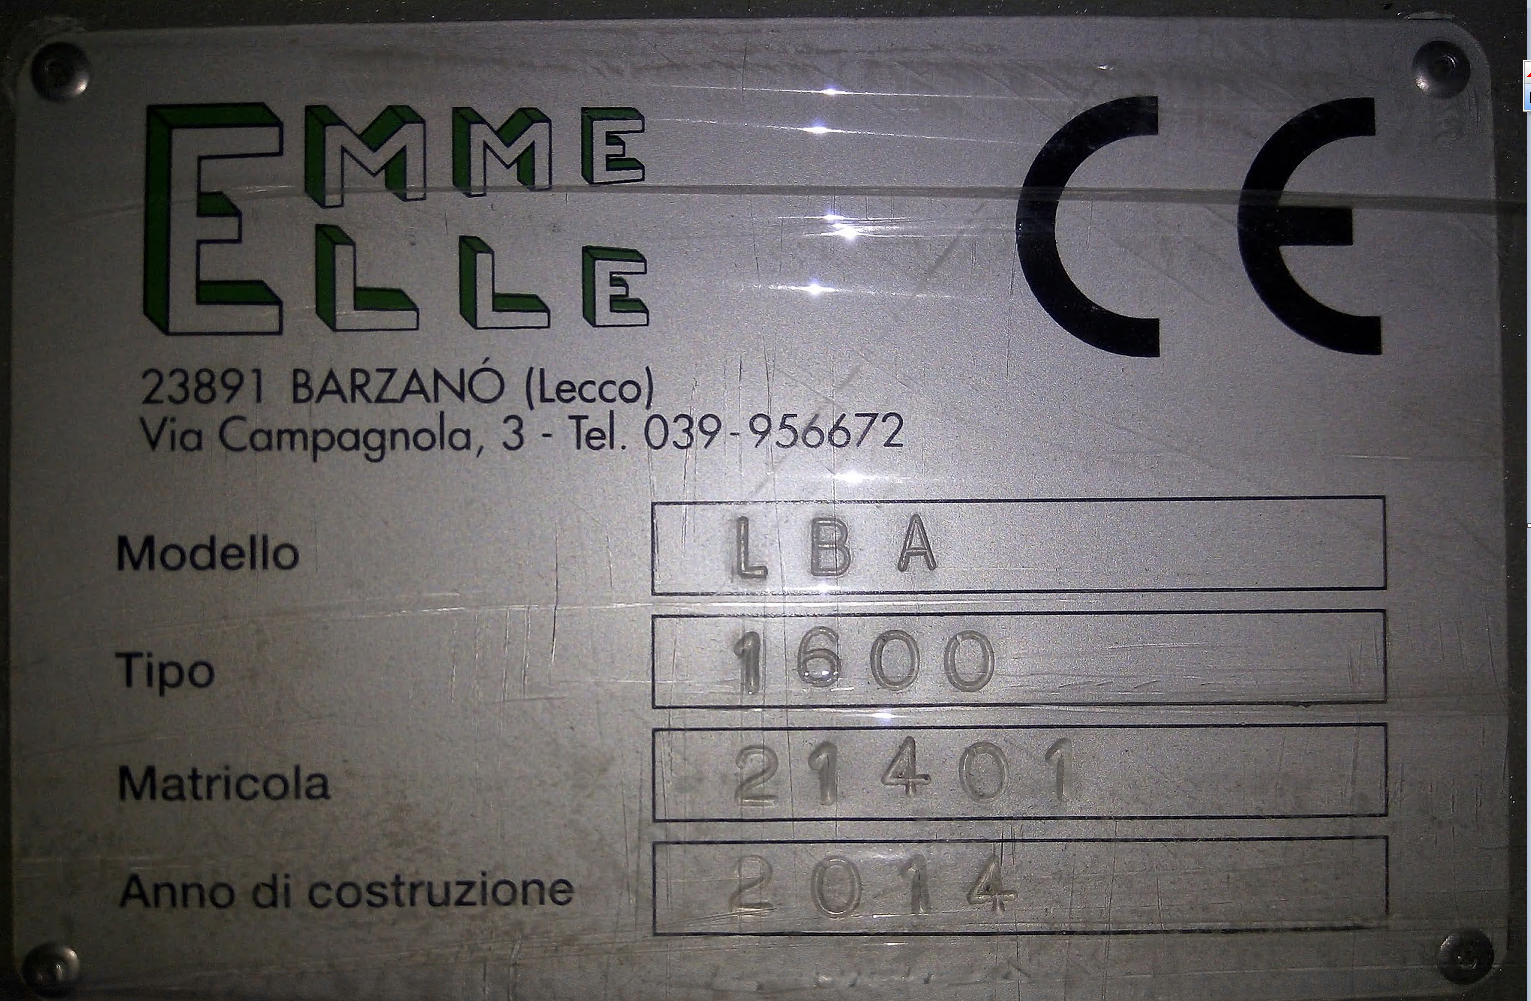 EMME
ELLE
CE
23891 BARZANÓ (Lecco)
Via Campagnola, 3 - Tel. 039-956672
Modello LBA
Tipo 1600
Matricola 21401
Anno di costruzione 2014